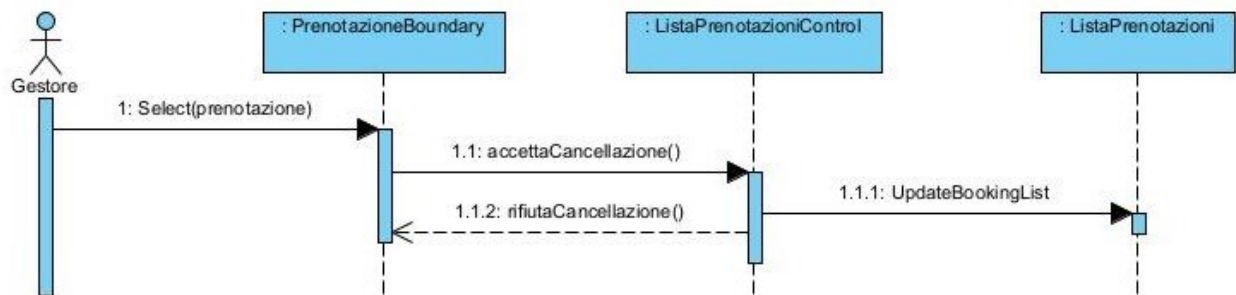 : PrenotazioneBoundary
: ListaPrenotazioniControl
: ListaPrenotazioni
Gestore
1: Select(prenotazione)
1.1: accettaCancellazione()
1.1.1: UpdateBookingList
1.1.2: rifiutaCancellazione()